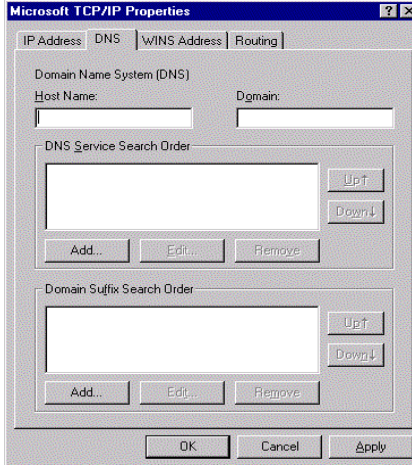 Microsoft TCP/IP Properties
IP Address DNS WINS Address Routing
Domain Name System (DNS)
Host Name: Domain:
DNS Service Search Order
Up↑
Down↓
Add... Edit... Remove
Domain Suffix Search Order
Up↑
Down↓
Add... Edit... Remove
OK Cancel Apply